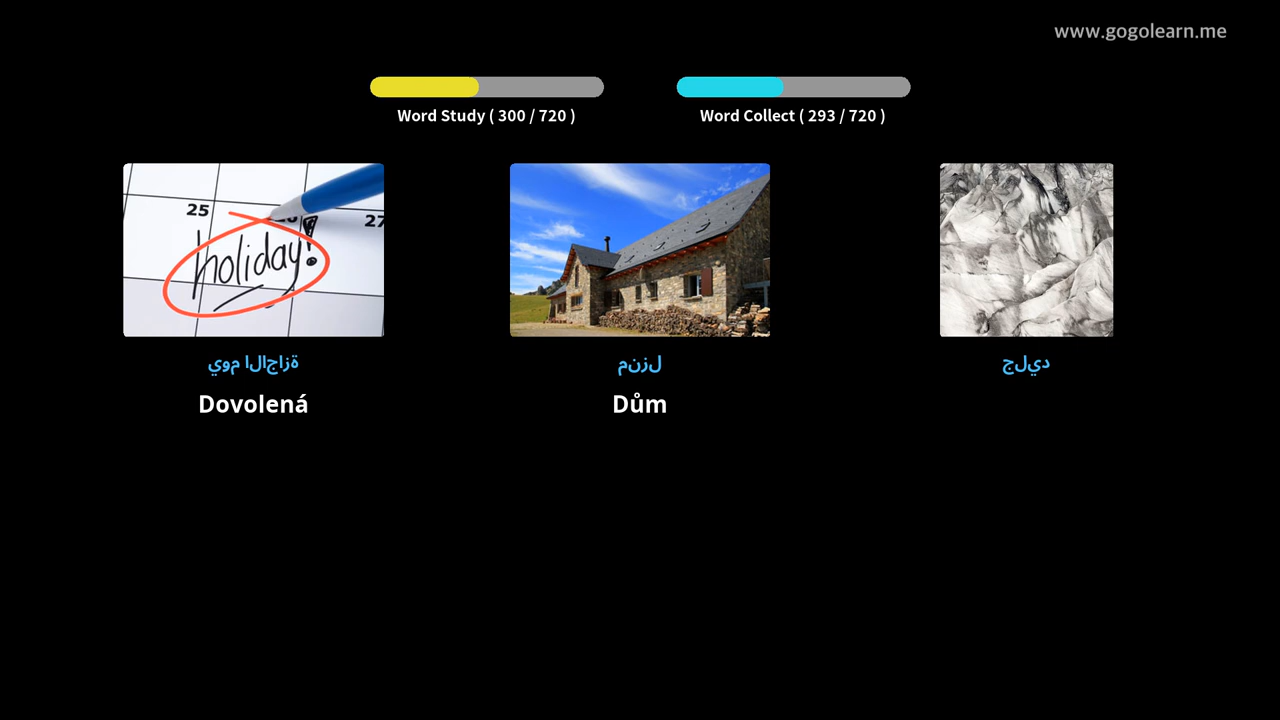 www.gogolearn.me
Word Study ( 300 / 720 )
Word Collect ( 293 / 720 )
يوم الاجازة
منزل
جليد
Dovolená
Dům
25
26
27
holiday!